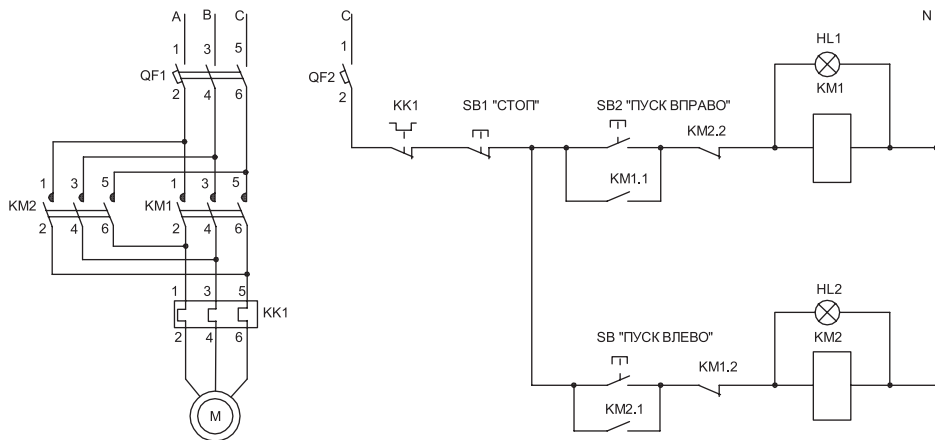 A B C C N
1 3 5 1 HL1
QF1 QF2 KM1
2 4 6 2
KK1 SB1 "СТОП" SB2 "ПУСК ВПРАВО" KM2.2
1 3 5 1 3 5 KM1.1
KM2 KM1
2 4 6 2 4 6
1 3 5 HL2
KK1 KM2
2 4 6 SB "ПУСК ВЛЕВО" KM1.2
M KM2.1